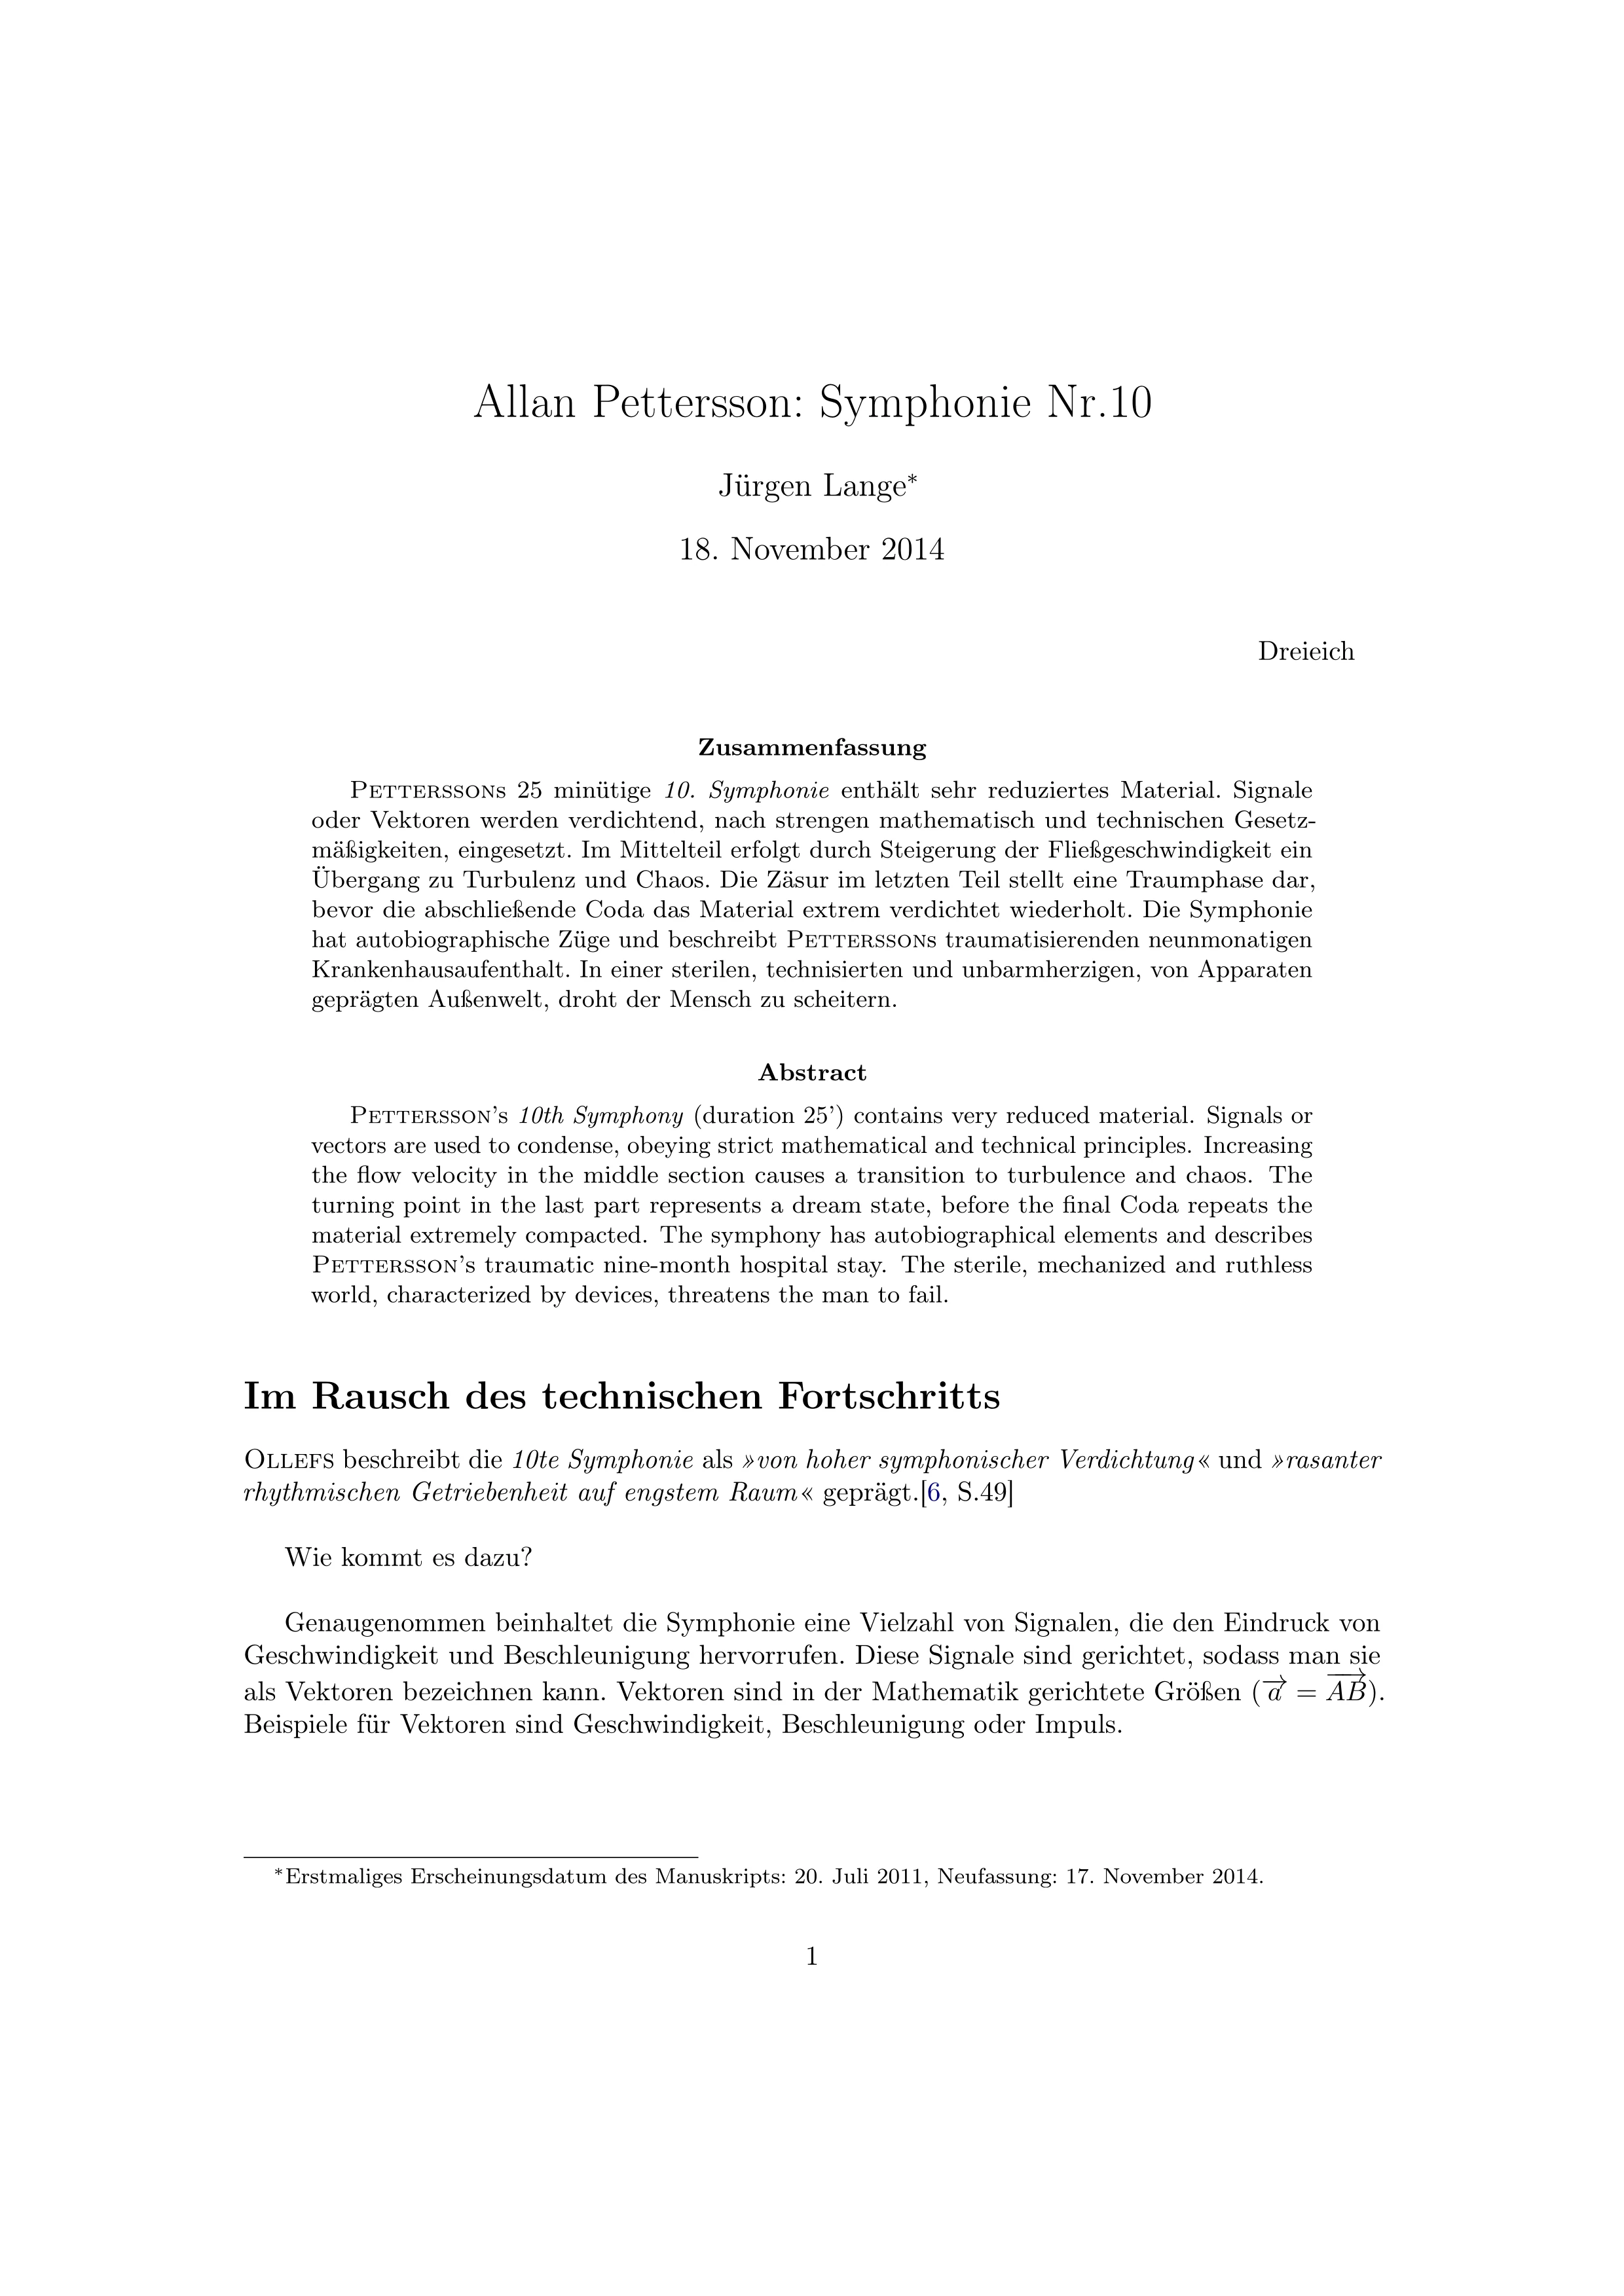 Allan Pettersson: Symphonie Nr.10
Jürgen Lange*
18. November 2014
Dreieich
Zusammenfassung
Petterssons 25 minütige 10. Symphonie enthält sehr reduziertes Material. Signale
oder Vektoren werden verdichtend, nach strengen mathematisch und technischen Gesetz-
mäßigkeiten, eingesetzt. Im Mittelteil erfolgt durch Steigerung der Fließgeschwindigkeit ein
Übergang zu Turbulenz und Chaos. Die Zäsur im letzten Teil stellt eine Traumphase dar,
bevor die abschließende Coda das Material extrem verdichtet wiederholt. Die Symphonie
hat autobiographische Züge und beschreibt Petterssons traumatisierenden neunmonatigen
Krankenhausaufenthalt. In einer sterilen, technisierten und unbarmherzigen, von Apparaten
geprägten Außenwelt, droht der Mensch zu scheitern.
Abstract
Pettersson's 10th Symphony (duration 25') contains very reduced material. Signals or
vectors are used to condense, obeying strict mathematical and technical principles. Increasing
the flow velocity in the middle section causes a transition to turbulence and chaos. The
turning point in the last part represents a dream state, before the final Coda repeats the
material extremely compacted. The symphony has autobiographical elements and describes
Pettersson's traumatic nine-month hospital stay. The sterile, mechanized and ruthless
world, characterized by devices, threatens the man to fail.
Im Rausch des technischen Fortschritts
Ollefs beschreibt die 10te Symphonie als »von hoher symphonischer Verdichtung« und »rasanter
rhythmischen Getriebenheit auf engstem Raum« geprägt.[6, S.49]
Wie kommt es dazu?
Genaugenommen beinhaltet die Symphonie eine Vielzahl von Signalen, die den Eindruck von
Geschwindigkeit und Beschleunigung hervorrufen. Diese Signale sind gerichtet, sodass man sie
als Vektoren bezeichnen kann. Vektoren sind in der Mathematik gerichtete Größen (a⃗ = A⃗B⃗).
Beispiele für Vektoren sind Geschwindigkeit, Beschleunigung oder Impuls.
*Erstmaliges Erscheinungsdatum des Manuskripts: 20. Juli 2011, Neufassung: 17. November 2014.
1